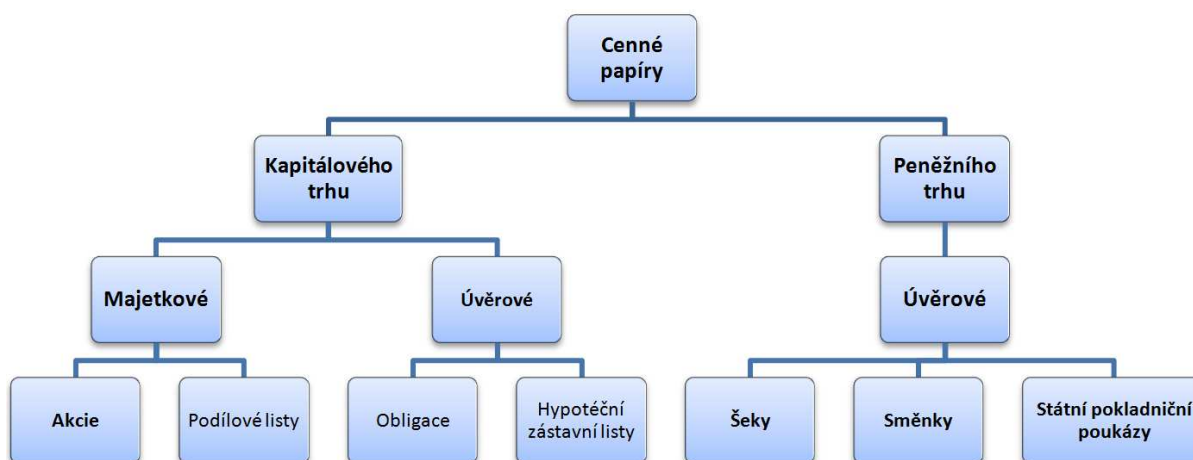 Cenné
papíry
Kapitálového
trhu
Peněžního
trhu
Majetkové
Úvěrové
Úvěrové
Akcie
Podílové listy
Obligace
Hypotéční
zástavní listy
Šeky
Směnky
Státní pokladniční
poukázy